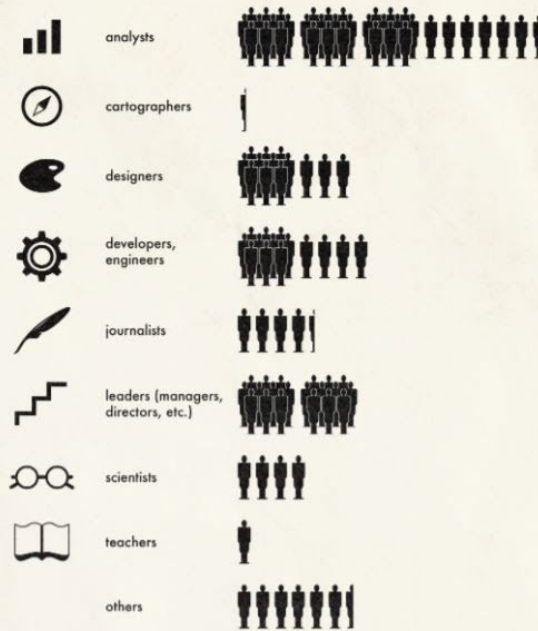 analysts
cartographers
designers
developers,
engineers
journalists
leaders (managers,
directors, etc.)
scientists
teachers
others